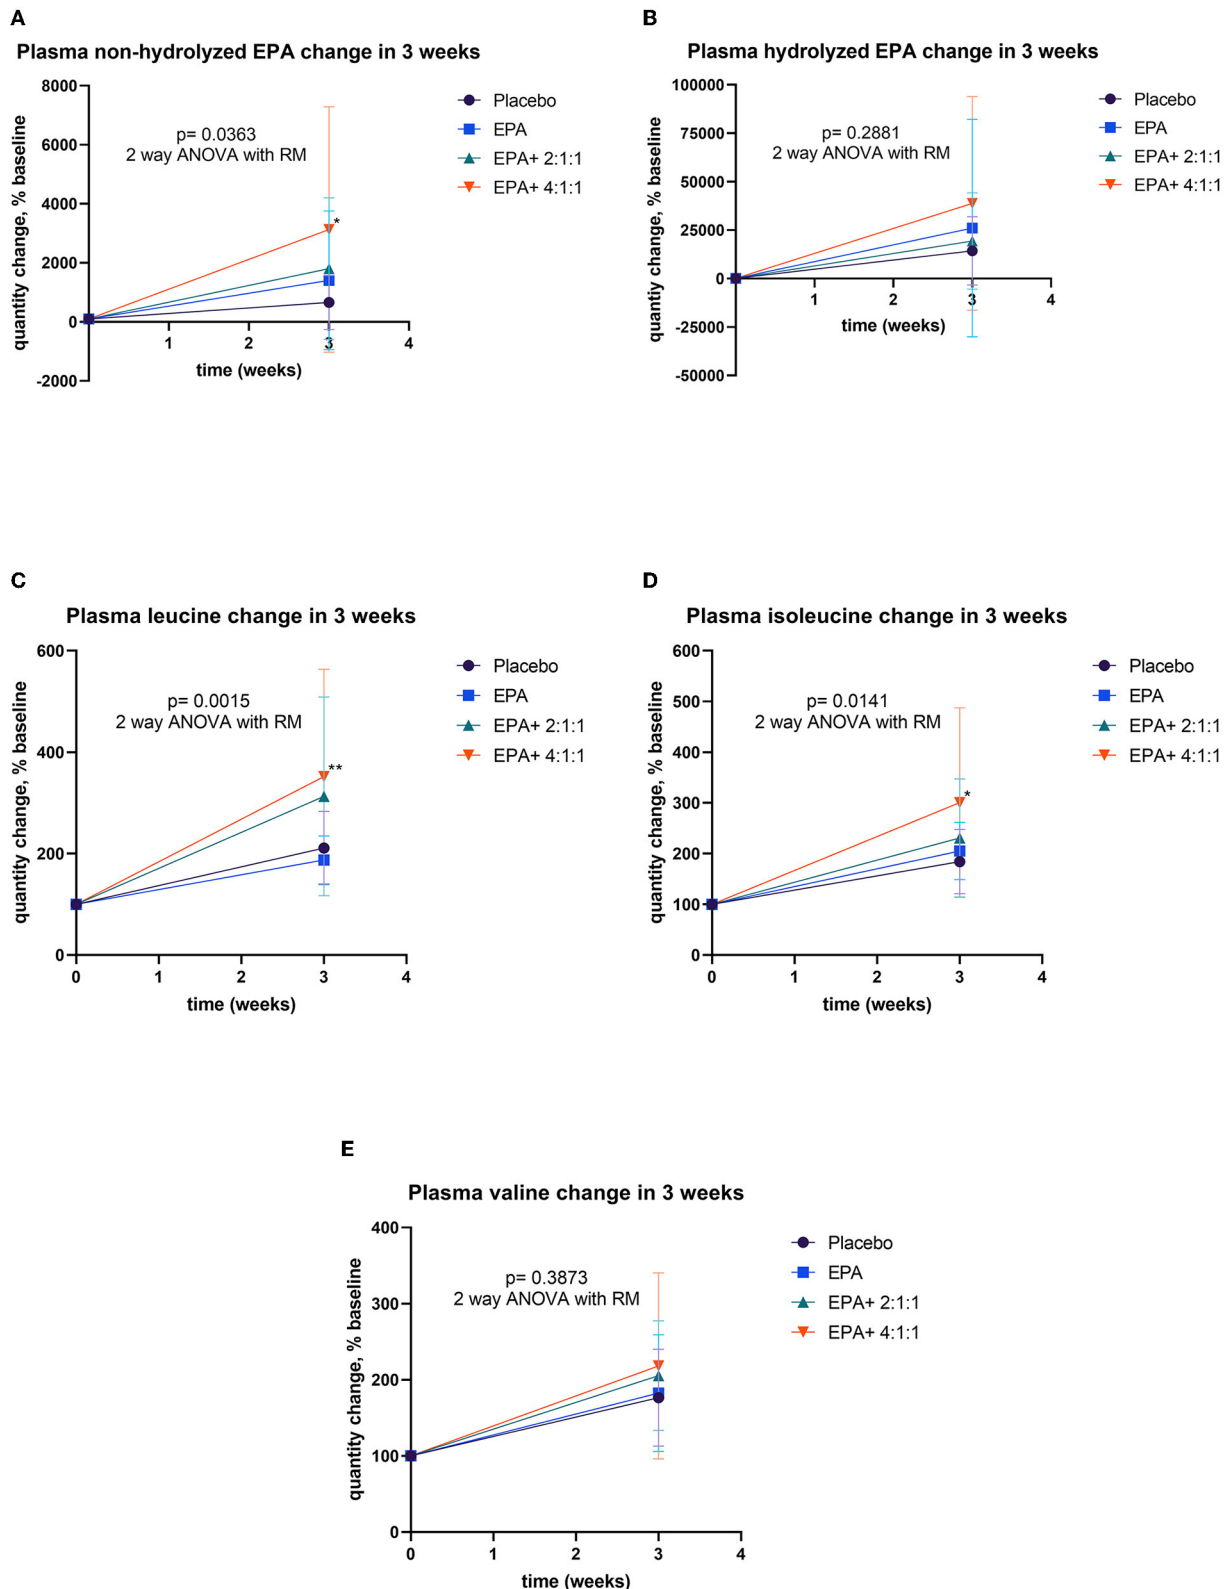 A
Plasma non-hydrolyzed EPA change in 3 weeks
quantity change, % baseline
8000
6000
4000
2000
0
-2000
p= 0.0363
2 way ANOVA with RM
*
1
2
3
4
time (weeks)
Placebo
EPA
EPA+ 2:1:1
EPA+ 4:1:1
B
Plasma hydrolyzed EPA change in 3 weeks
quantiy change, % baseline
100000
75000
50000
25000
0
-25000
-50000
p= 0.2881
2 way ANOVA with RM
1
2
3
4
time (weeks)
Placebo
EPA
EPA+ 2:1:1
EPA+ 4:1:1
C
Plasma leucine change in 3 weeks
quantity change, % baseline
600
400
200
0
p= 0.0015
2 way ANOVA with RM
**
0
1
2
3
4
time (weeks)
Placebo
EPA
EPA+ 2:1:1
EPA+ 4:1:1
D
Plasma isoleucine change in 3 weeks
quantity change, % baseline
600
500
400
300
200
100
0
p= 0.0141
2 way ANOVA with RM
*
0
1
2
3
4
time (weeks)
Placebo
EPA
EPA+ 2:1:1
EPA+ 4:1:1
E
Plasma valine change in 3 weeks
quantity change, % baseline
400
300
200
100
0
p= 0.3873
2 way ANOVA with RM
0
1
2
3
4
time (weeks)
Placebo
EPA
EPA+ 2:1:1
EPA+ 4:1:1